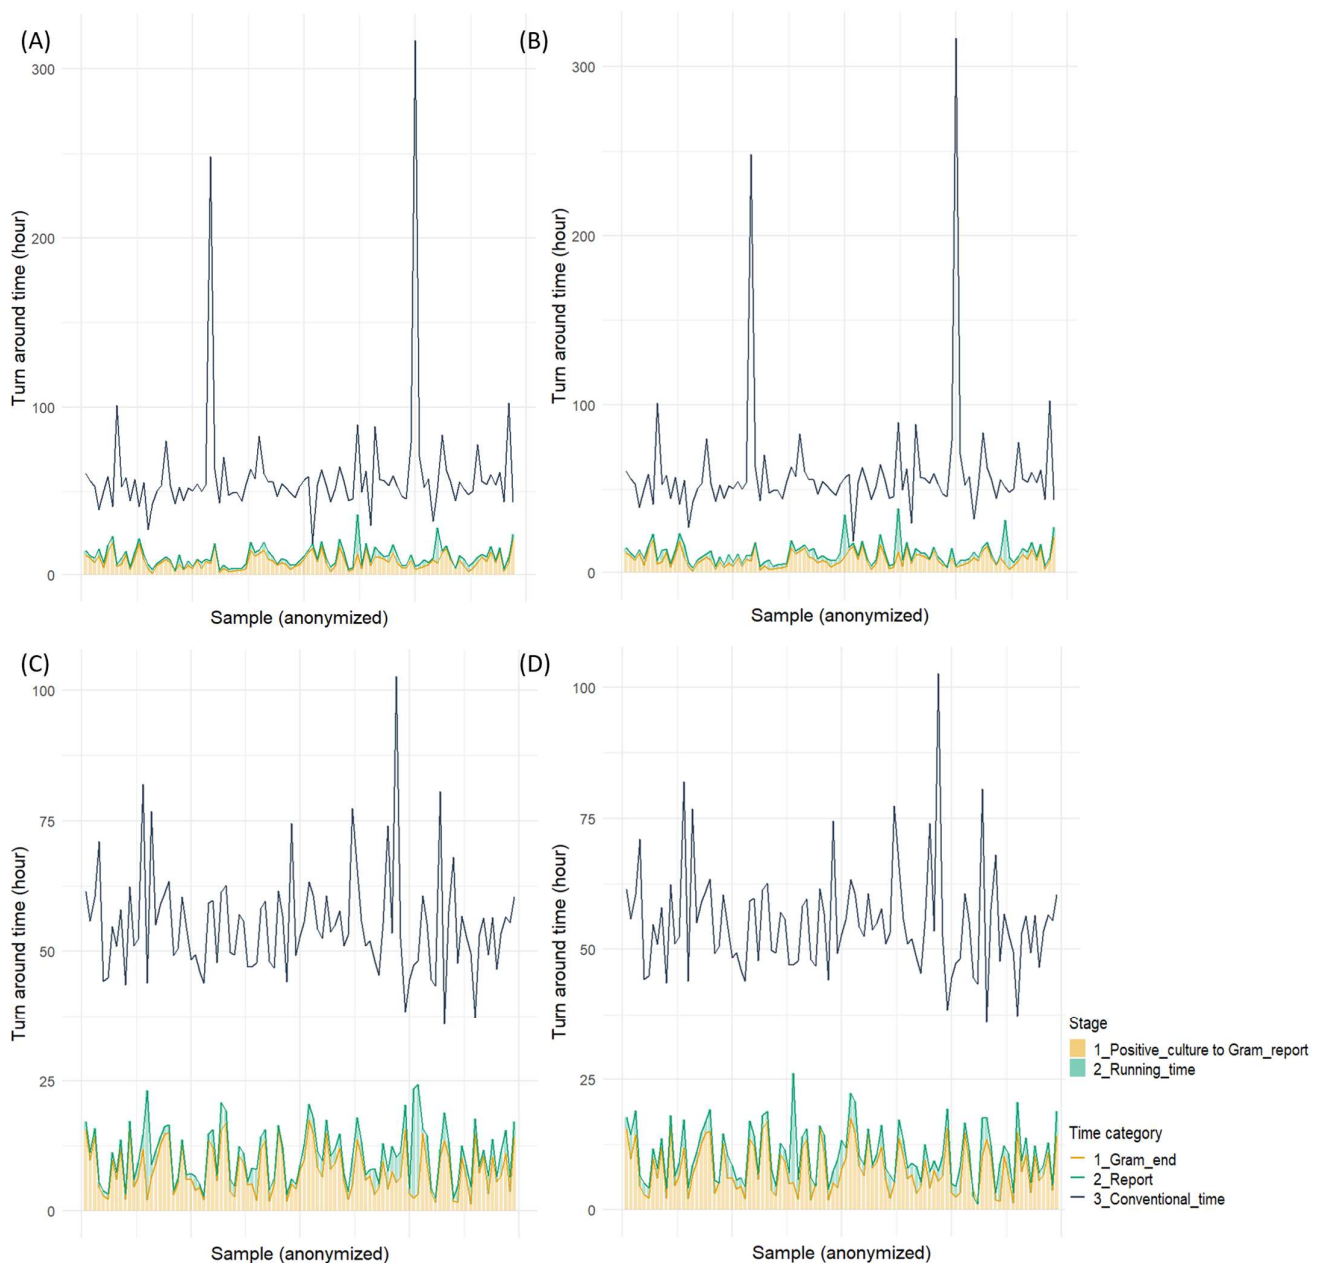 (A)
Turn around time (hour)
300
200
100
0
Sample (anonymized)
(B)
Turn around time (hour)
300
200
100
0
Sample (anonymized)
(C)
Turn around time (hour)
100
75
50
25
0
Sample (anonymized)
(D)
Turn around time (hour)
100
75
50
25
0
Sample (anonymized)
Stage
1_Positive_culture to Gram_report
2_Running_time
Time category
1_Gram_end
2_Report
3_Conventional_time